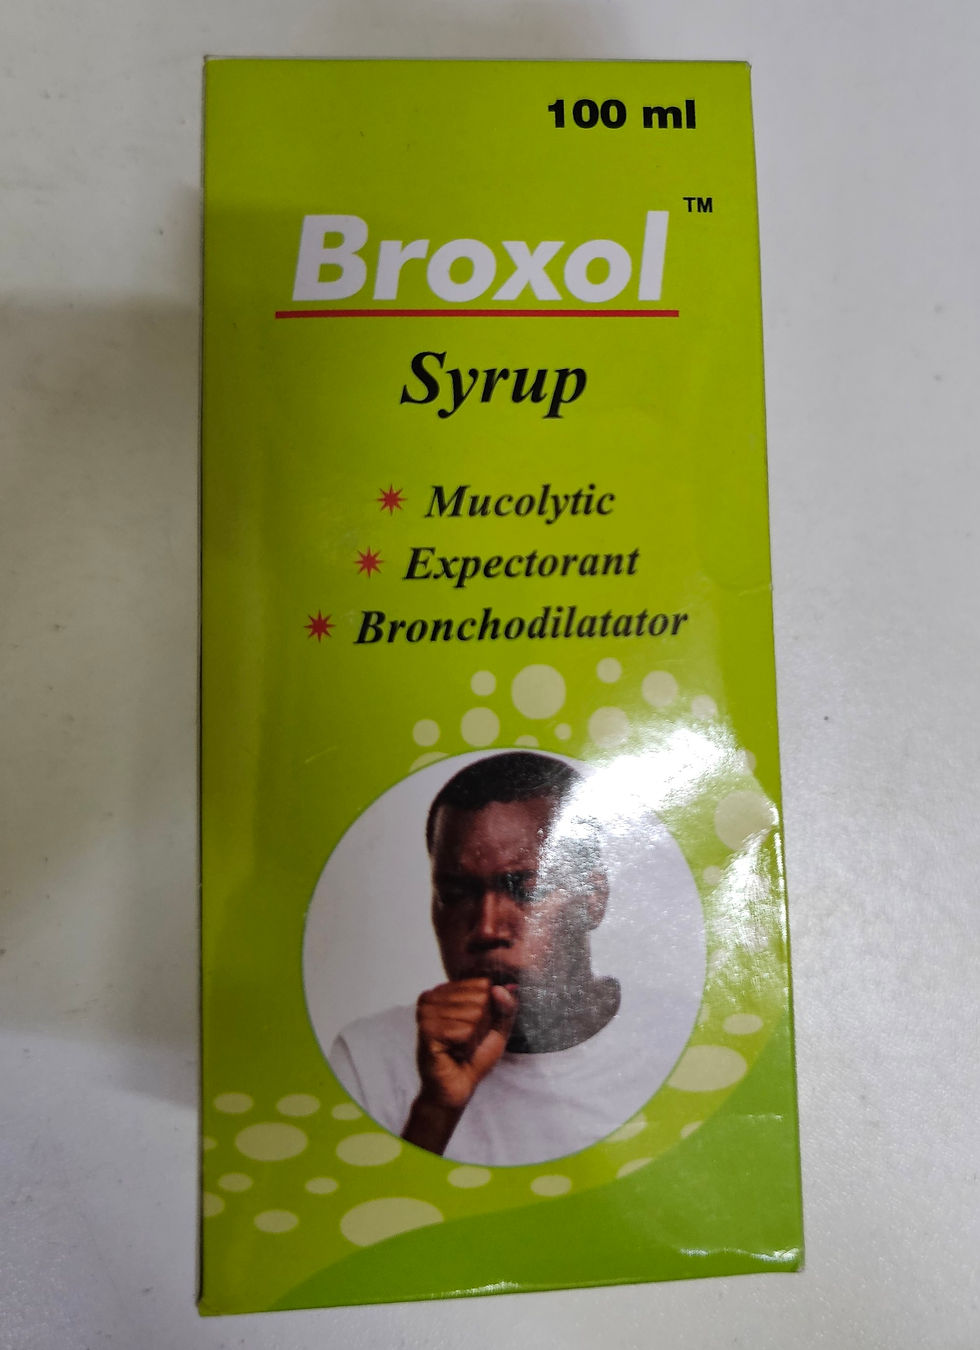 100 ml
Broxol™
Syrup
Mucolytic
Expectorant
Bronchodilatator